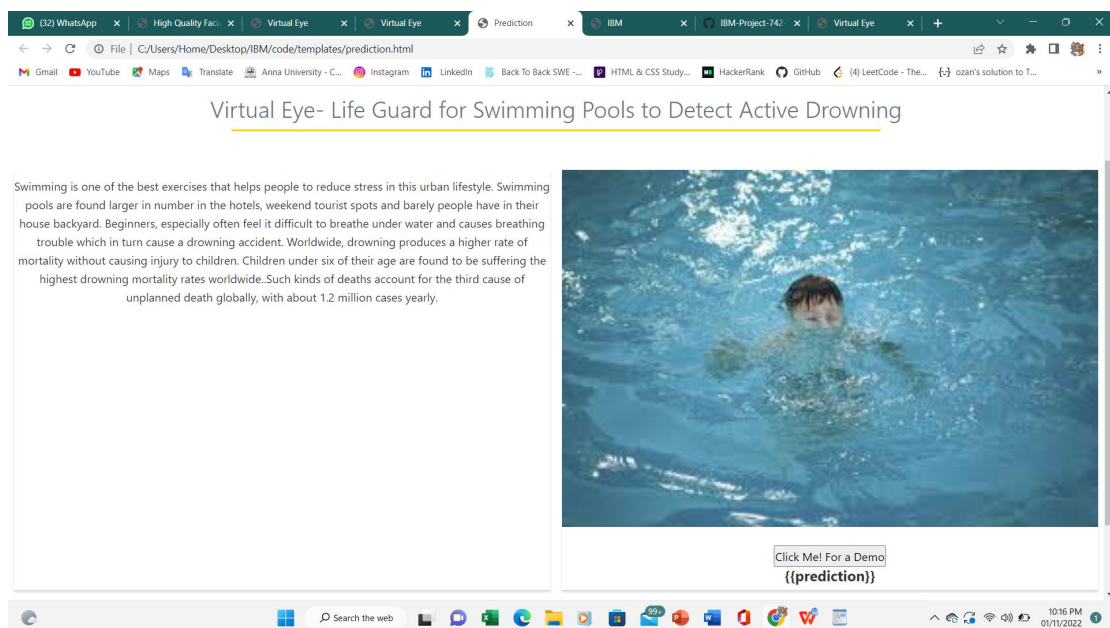 (32) WhatsApp
High Quality Faci
Virtual Eye
Virtual Eye
Prediction
IBM
IBM-Project-742
Virtual Eye
File | C:/Users/Home/Desktop/IBM/code/templates/prediction.html
Gmail
YouTube
Maps
Translate
Anna University - C...
Instagram
LinkedIn
Back To Back SWE -...
HTML & CSS Study...
HackerRank
GitHub
(4) LeetCode - The...
ozan's solution to T...
»
Virtual Eye- Life Guard for Swimming Pools to Detect Active Drowning
Swimming is one of the best exercises that helps people to reduce stress in this urban lifestyle. Swimming
pools are found larger in number in the hotels, weekend tourist spots and barely people have in their
house backyard. Beginners, especially often feel it difficult to breathe under water and causes breathing
trouble which in turn cause a drowning accident. Worldwide, drowning produces a higher rate of
mortality without causing injury to children. Children under six of their age are found to be suffering the
highest drowning mortality rates worldwide..Such kinds of deaths account for the third cause of
unplanned death globally, with about 1.2 million cases yearly.
Click Me! For a Demo
{{prediction}}
Search the web
99+
10:16 PM
01/11/2022
1